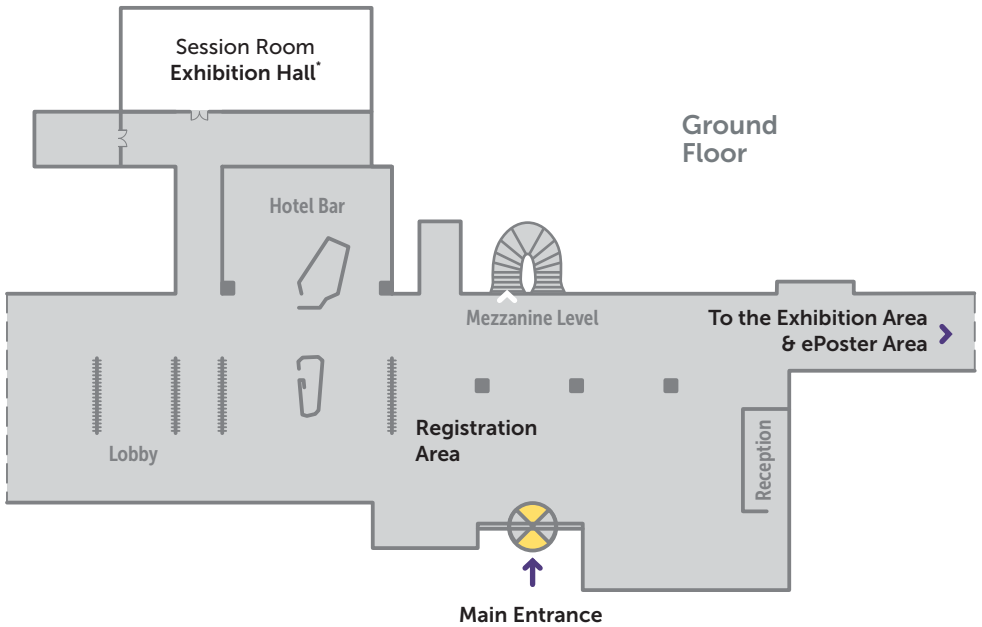 Session Room
Exhibition Hall*
Ground
Floor
Hotel Bar
Mezzanine Level
To the Exhibition Area
& ePoster Area
Registration
Area
Lobby
Reception
Main Entrance